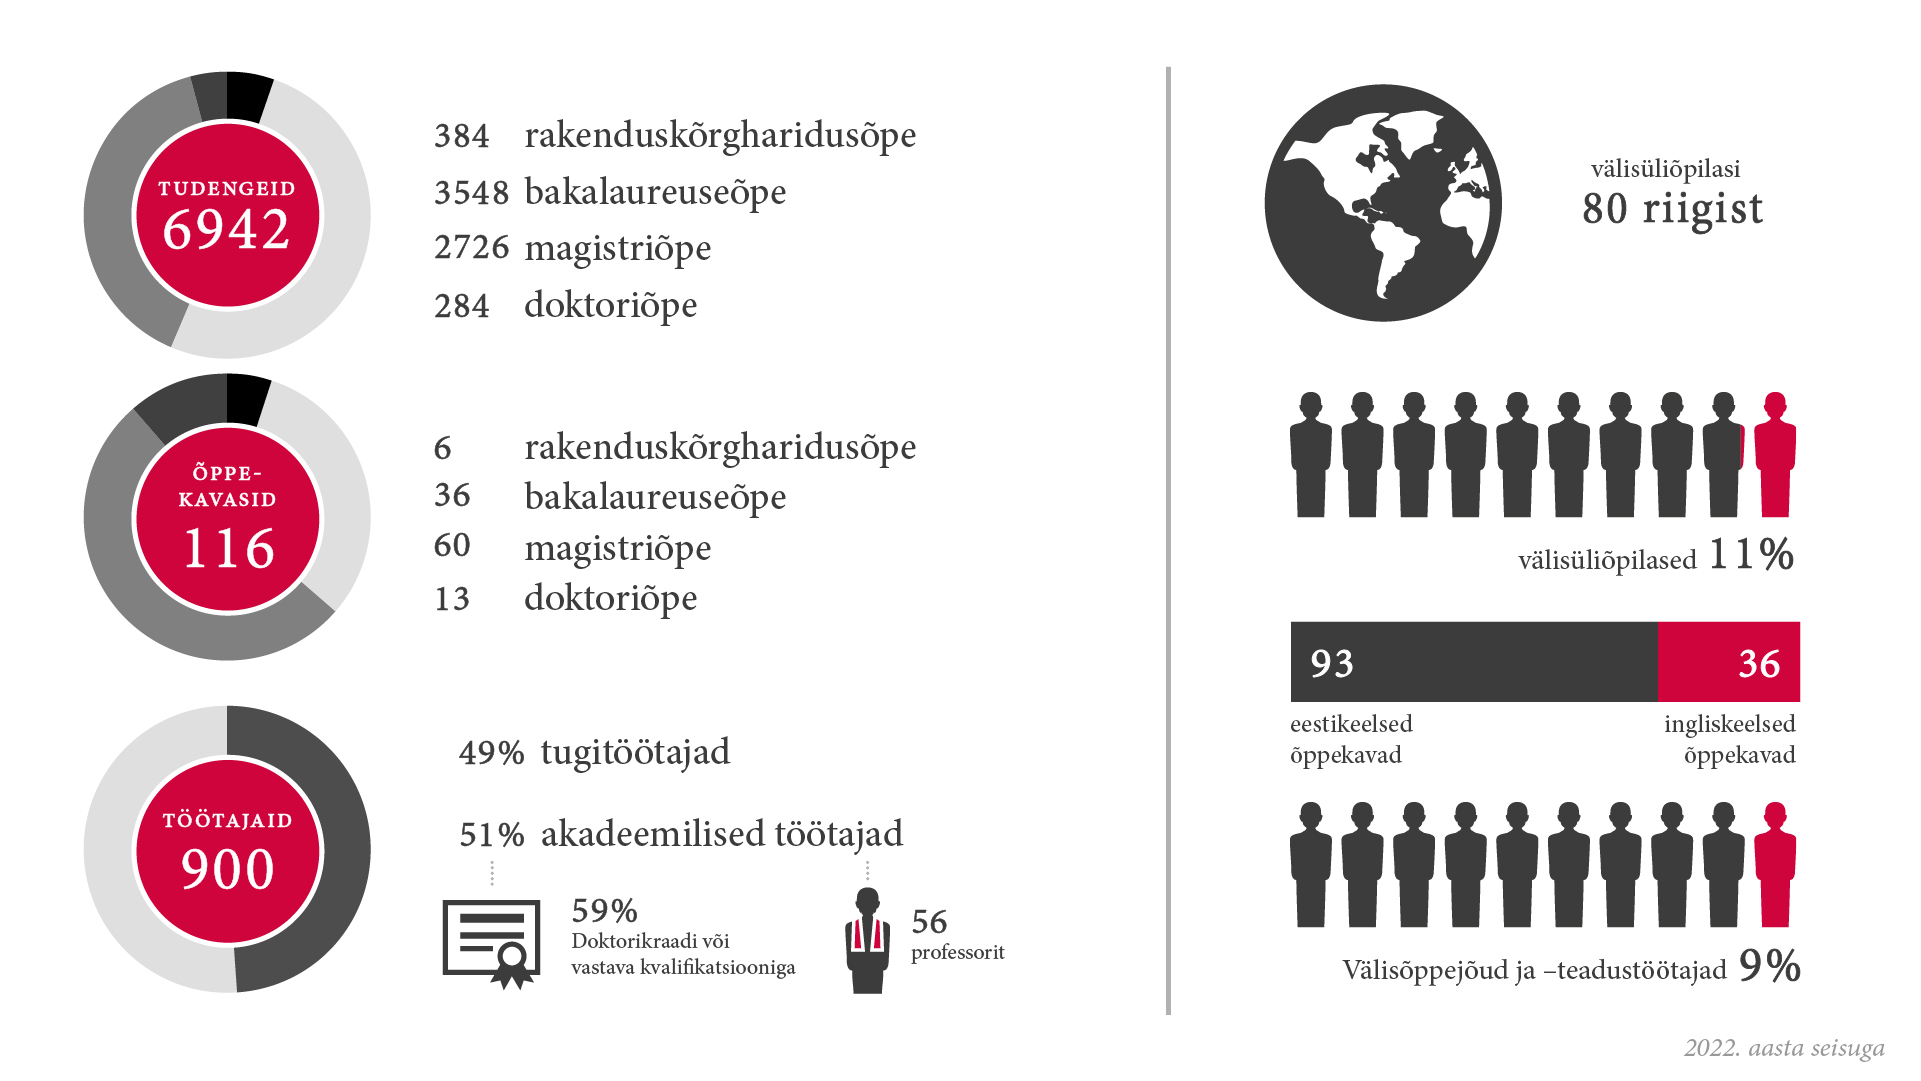 TUDENGEID
6942
384 rakenduskõrgharidusõpe
3548 bakalaureuseõpe
2726 magistriõpe
284 doktoriõpe
ÕPPE-
KAVASID
116
6 rakenduskõrgharidusõpe
36 bakalaureuseõpe
60 magistriõpe
13 doktoriõpe
TÖÖTAJAID
900
49% tugitöötajad
51% akadeemilised töötajad
59%
Doktorikraadi või
vastava kvalifikatsiooniga
56
professorit
välisüliõpilasi
80 riigist
välisüliõpilased 11%
93 36
eestikeelsed
õppekavad
ingliskeelsed
õppekavad
Välisõppejõud ja –teadustöötajad 9%
2022. aasta seisuga